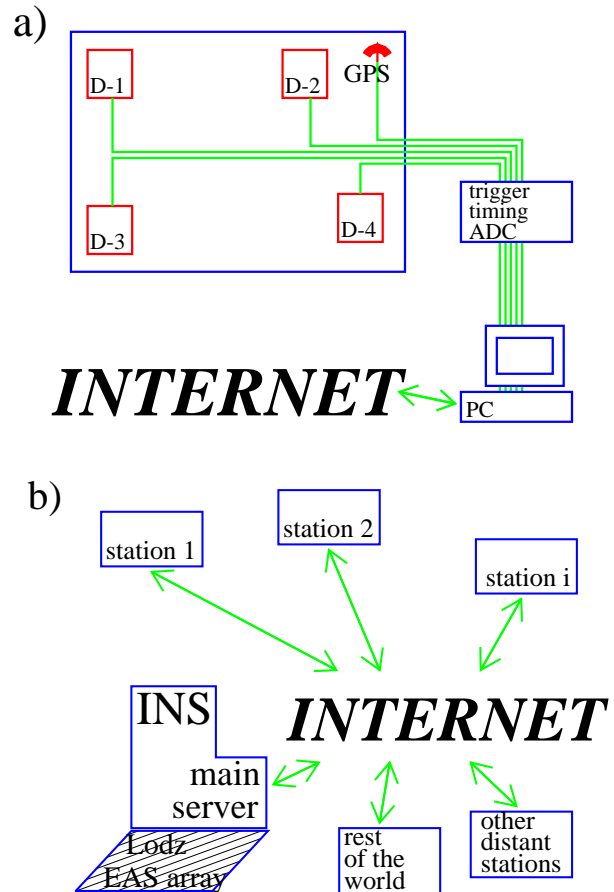 a)
GPS
D-1
D-2
D-3
D-4
trigger
timing
ADC
INTERNET
PC
b)
station 1
station 2
station i
INS
main
server
INTERNET
Lodz
EAS array
rest
of the
world
other
distant
stations